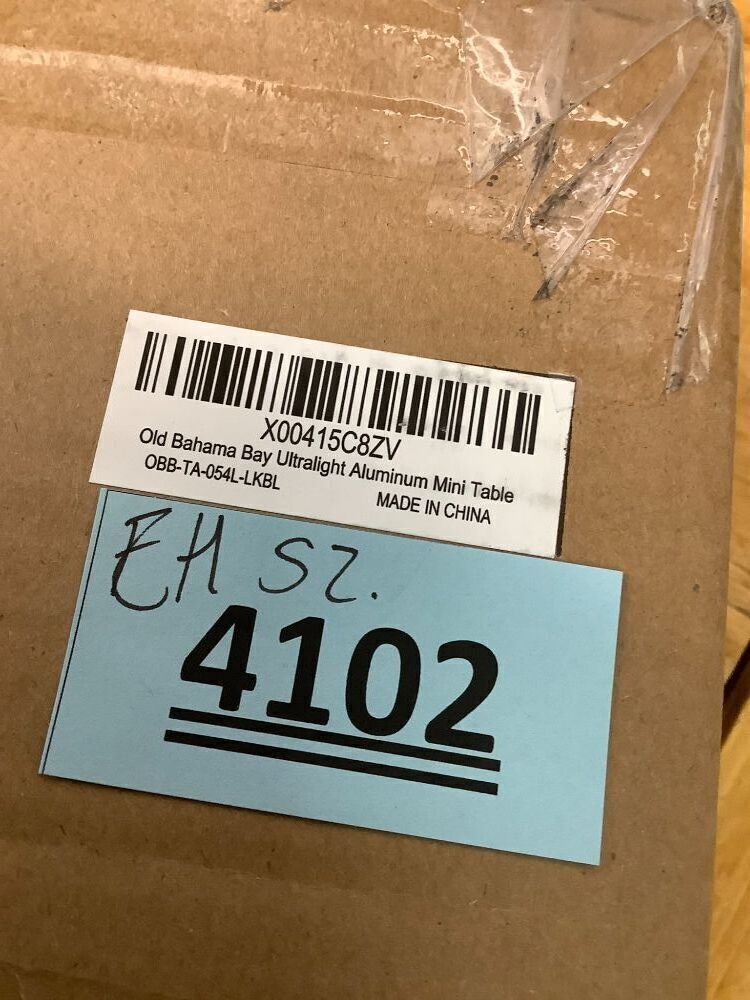 X00415C8ZV
Old Bahama Bay Ultralight Aluminum Mini Table
OBB-TA-054L-LKBL
MADE IN CHINA
EH SZ.
4102